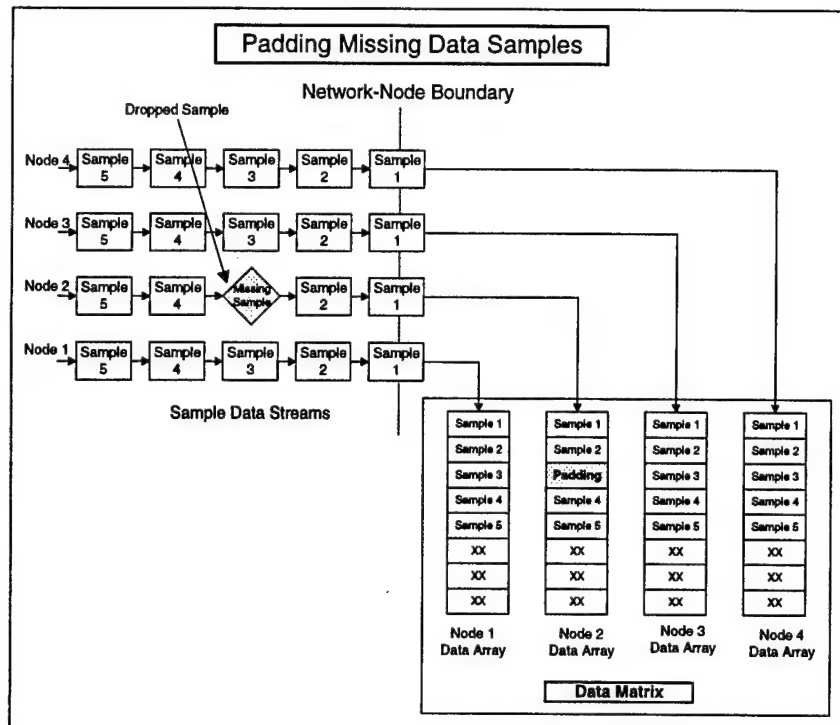 Padding Missing Data Samples
Network-Node Boundary
Dropped Sample
Node 4
Sample 5
Sample 4
Sample 3
Sample 2
Sample 1
Node 3
Sample 5
Sample 4
Sample 3
Sample 2
Sample 1
Node 2
Sample 5
Sample 4
Missing Sample
Sample 2
Sample 1
Node 1
Sample 5
Sample 4
Sample 3
Sample 2
Sample 1
Sample Data Streams
Sample 1
Sample 2
Sample 3
Sample 4
Sample 5
XX
XX
XX
Node 1
Data Array
Sample 1
Sample 2
Padding
Sample 4
Sample 5
XX
XX
XX
Node 2
Data Array
Sample 1
Sample 2
Sample 3
Sample 4
Sample 5
XX
XX
XX
Node 3
Data Array
Sample 1
Sample 2
Sample 3
Sample 4
Sample 5
XX
XX
XX
Node 4
Data Array
Data Matrix